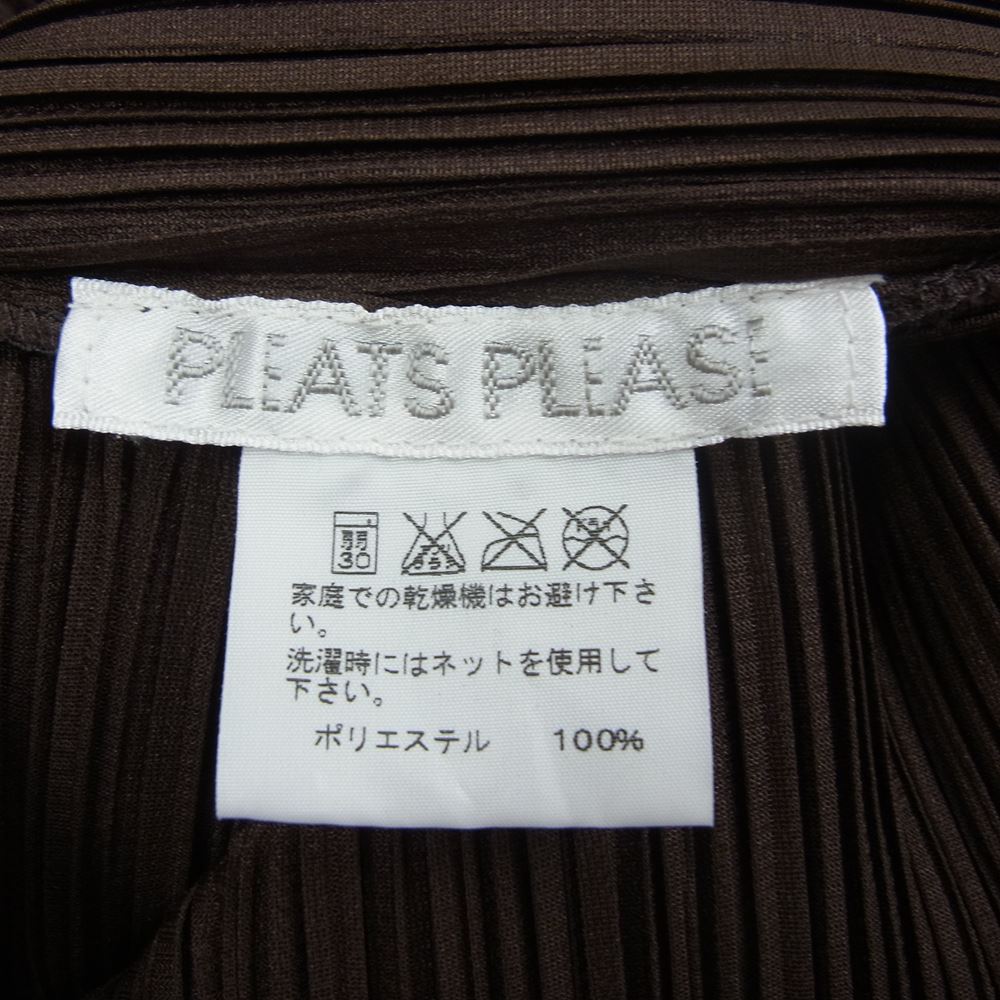 PLEATS PLEASE
弱
30
家庭での乾燥機はお避け下さ
い。
洗濯時にはネットを使用して
下さい。
ポリエステル 100%